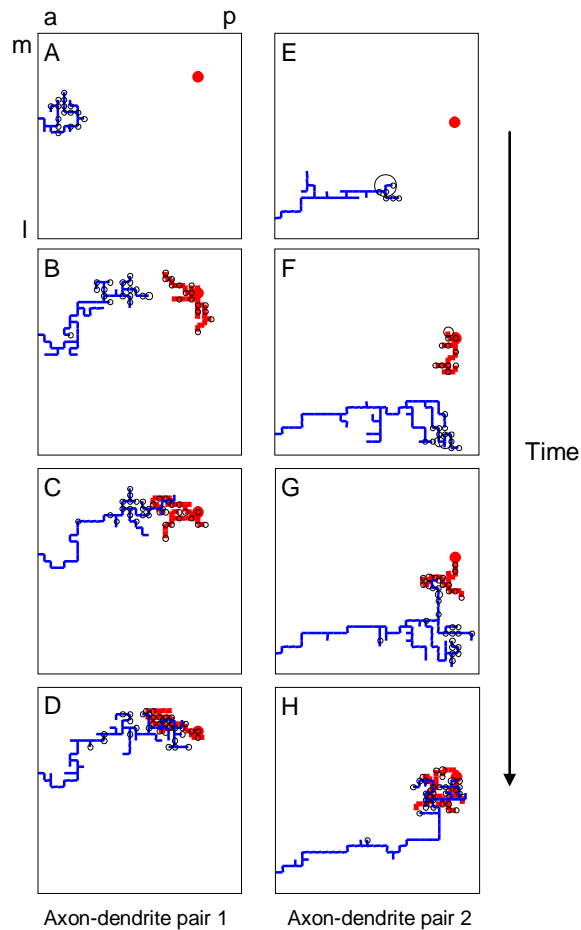 a p
m
A E
l
B F
Time
C G
D H
Axon-dendrite pair 1 Axon-dendrite pair 2